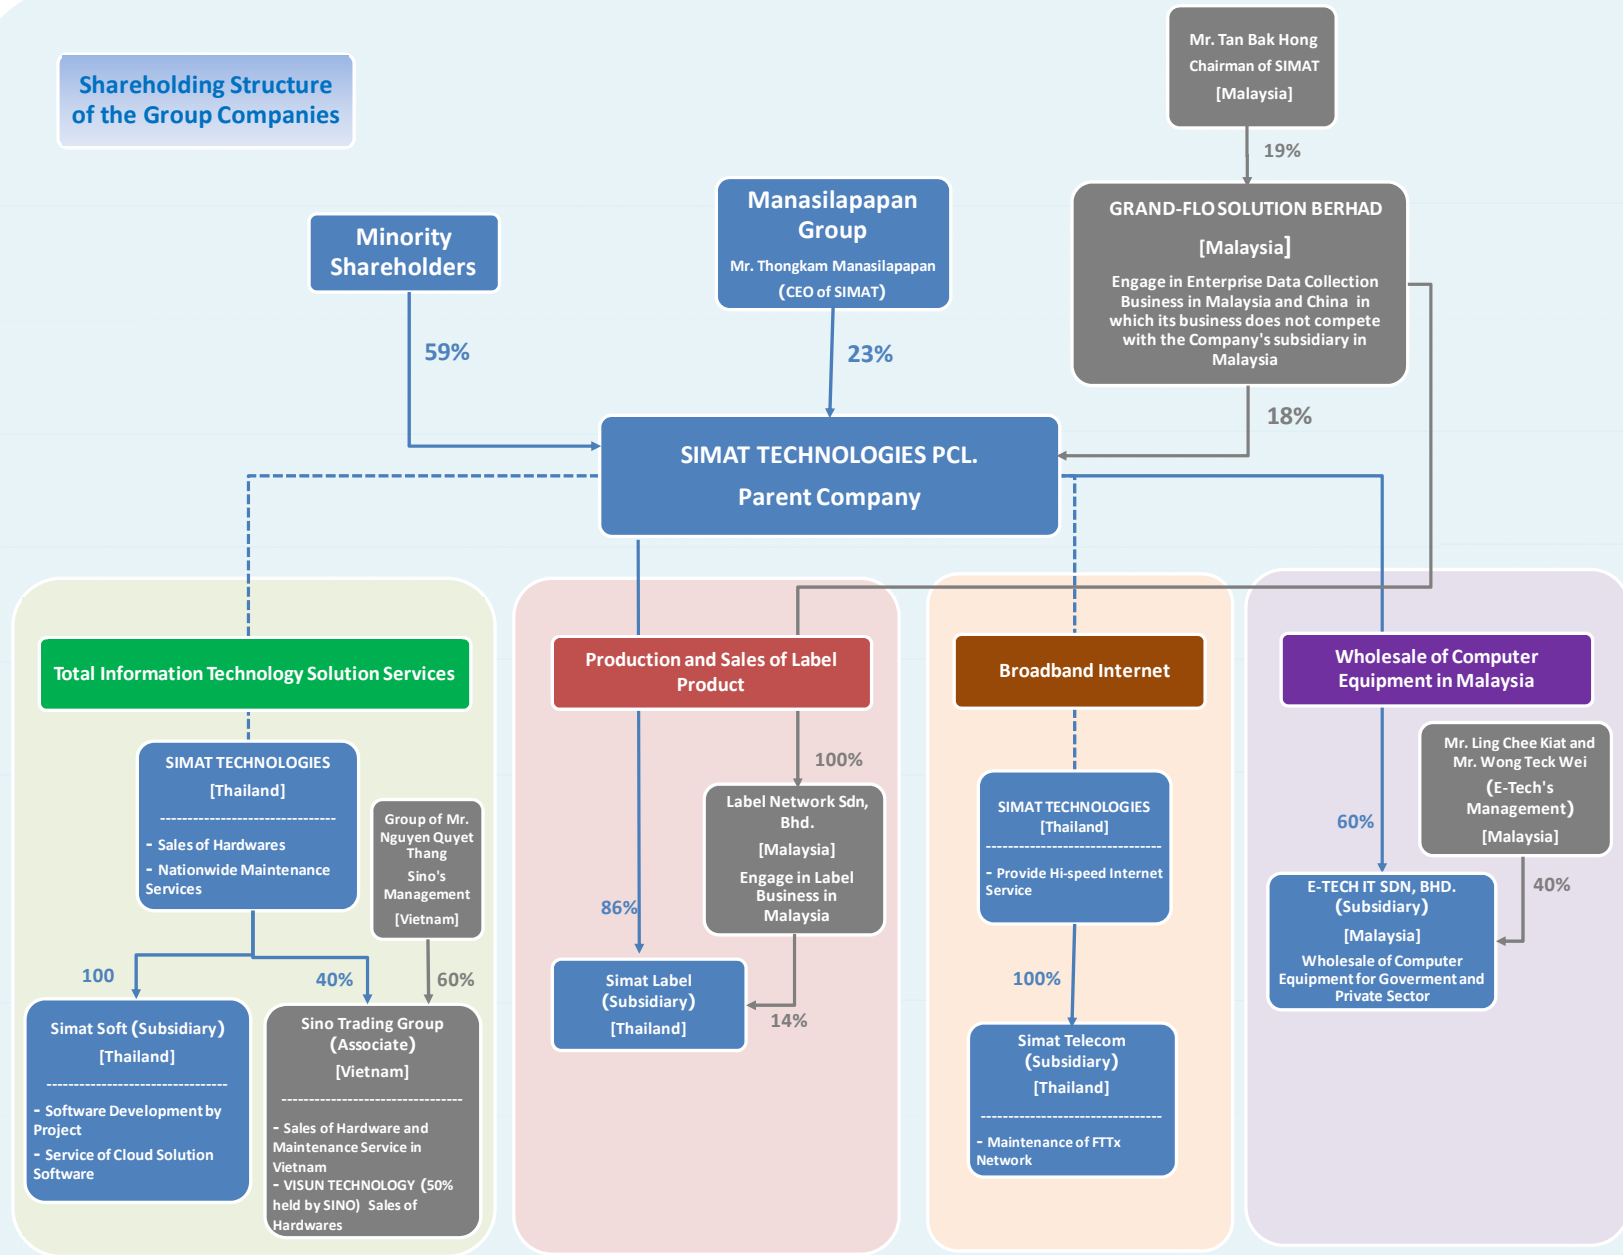 Shareholding Structure
of the Group Companies
Mr. Tan Bak Hong
Chairman of SIMAT
[Malaysia]
19%
Minority
Shareholders
59%
Manasilapapan
Group
Mr. Thongkam Manasilapapan
(CEO of SIMAT)
23%
GRAND-FLO SOLUTION BERHAD
[Malaysia]
Engage in Enterprise Data Collection
Business in Malaysia and China in
which its business does not compete
with the Company's subsidiary in
Malaysia
18%
SIMAT TECHNOLOGIES PCL.
Parent Company
Total Information Technology Solution Services
SIMAT TECHNOLOGIES
[Thailand]
--------------------------------
- Sales of Hardwares
- Nationwide Maintenance
Services
Group of Mr.
Nguyen Quyet
Thang
Sino's
Management
[Vietnam]
100
40%
60%
Simat Soft (Subsidiary)
[Thailand]
---------------------------------
- Software Development by
Project
- Service of Cloud Solution
Software
Sino Trading Group
(Associate)
[Vietnam]
---------------------------------
- Sales of Hardware and
Maintenance Service in
Vietnam
- VISUN TECHNOLOGY (50%
held by SINO) Sales of
Hardwares
Production and Sales of Label
Product
100%
Label Network Sdn,
Bhd.
[Malaysia]
Engage in Label
Business in
Malaysia
86%
Simat Label
(Subsidiary)
[Thailand]
14%
Broadband Internet
SIMAT TECHNOLOGIES
[Thailand]
--------------------------------
- Provide Hi-speed Internet
Service
100%
Simat Telecom
(Subsidiary)
[Thailand]
---------------------------------
- Maintenance of FTTx
Network
Wholesale of Computer
Equipment in Malaysia
Mr. Ling Chee Kiat and
Mr. Wong Teck Wei
(E-Tech's
Management)
[Malaysia]
60%
40%
E-TECH IT SDN, BHD.
(Subsidiary)
[Malaysia]
Wholesale of Computer
Equipment for Goverment and
Private Sector